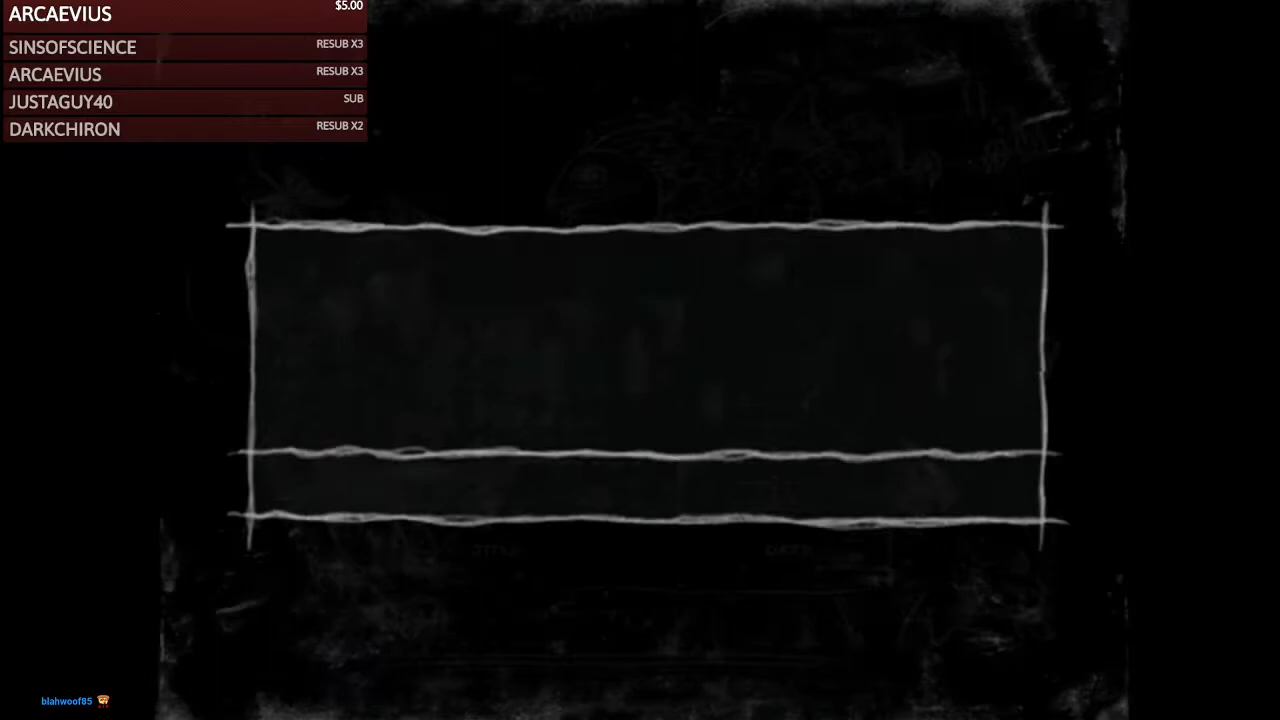 ARCAEVIUS $5.00
SINSOFSCIENCE RESUB X3
ARCAEVIUS RESUB X3
JUSTAGUY40 SUB
DARKCHIRON RESUB X2
blahwoof85